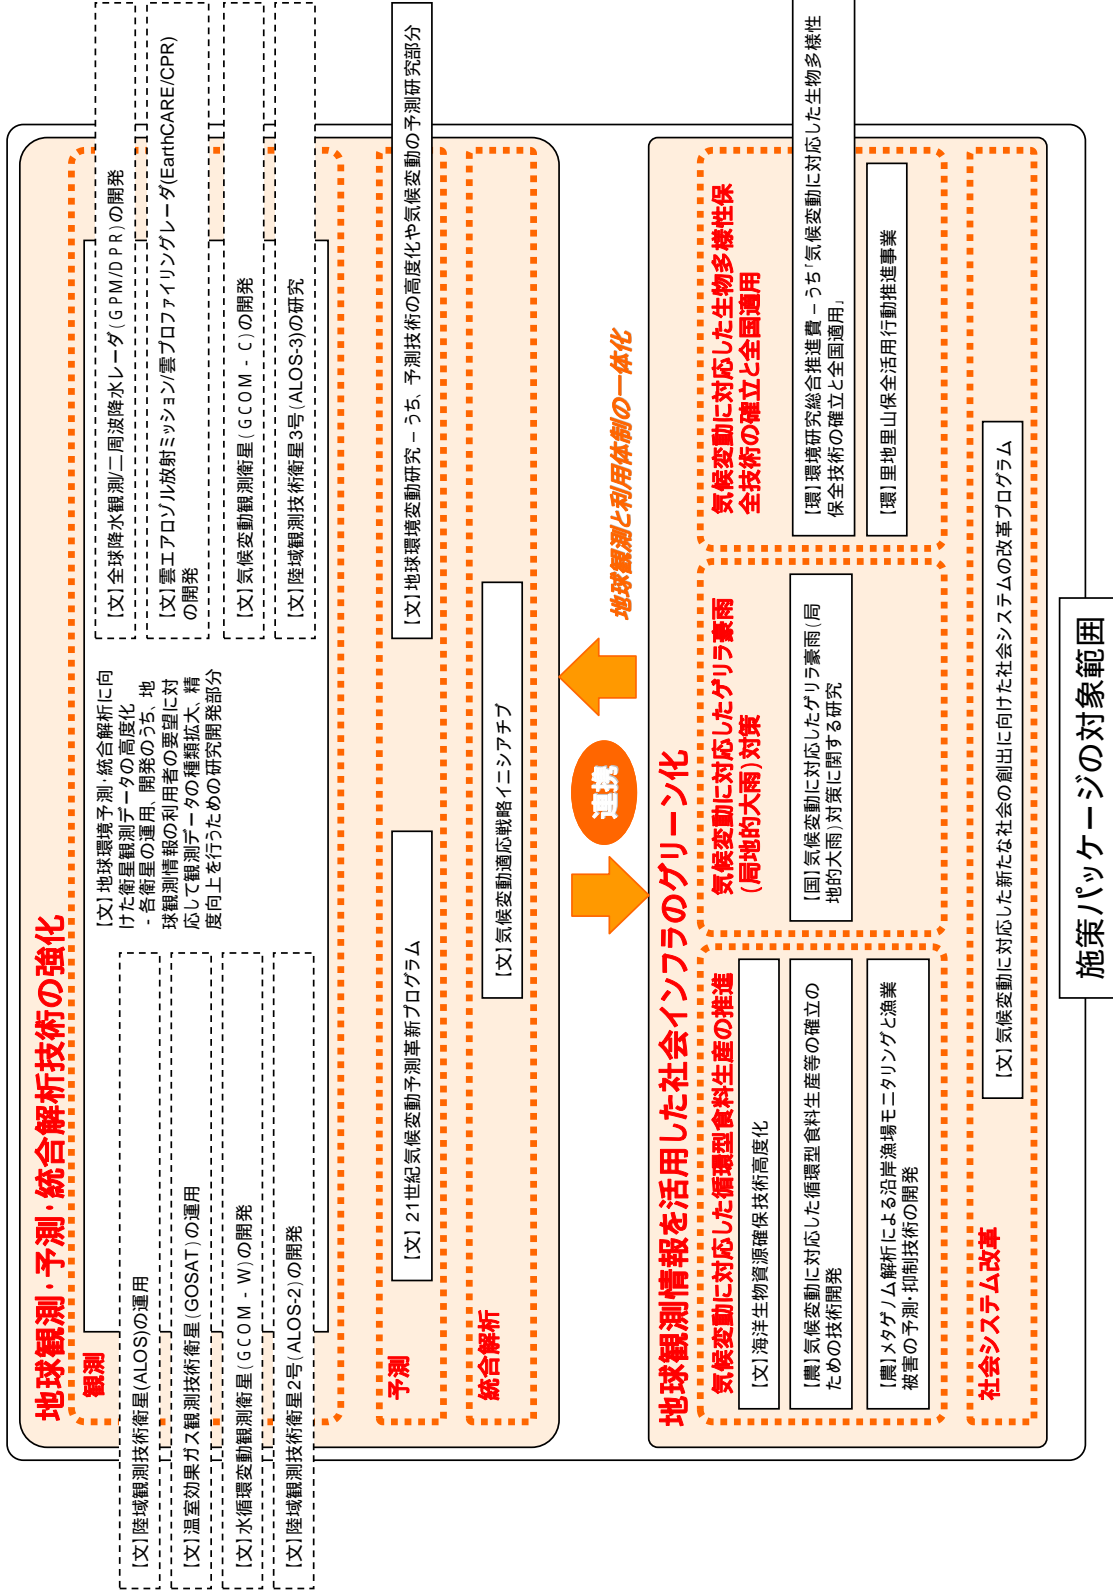 地球観測・予測・統合解析技術の強化
観測
【文】陸域観測技術衛星(ALOS)の運用
【文】温室効果ガス観測技術衛星(GOSAT)の運用
【文】水循環変動観測衛星(GCOM-W)の開発
【文】陸域観測技術衛星2号(ALOS-2)の開発
【文】地球環境予測・統合解析に向
けた衛星観測データの高度化
- 各衛星の運用、開発のうち、地
球観測情報の利用者の要望に対
応して観測データの種類拡大、精
度向上を行うための研究開発部分
【文】全球降水観測/二周波降水レーダ(GPM/DPR)の開発
【文】雲エアロゾル放射ミッション/雲プロファイリングレーダ(EarthCARE/CPR)
の開発
【文】気候変動観測衛星(GCOM-C)の開発
【文】陸域観測技術衛星3号(ALOS-3)の研究
予測
【文】21世紀気候変動予測革新プログラム
【文】地球環境変動研究-うち、予測技術の高度化や気候変動の予測研究部分
統合解析
【文】気候変動適応戦略イニシアチブ
連携
地球観測と利用体制の一体化
地球観測情報を活用した社会インフラのグリーン化
気候変動に対応した循環型食料生産の推進
【文】海洋生物資源確保技術高度化
【農】気候変動に対応した循環型食料生産等の確立の
ための技術開発
【農】メタゲノム解析による沿岸漁場モニタリングと漁業
被害の予測・抑制技術の開発
気候変動に対応したゲリラ豪雨
(局地的大雨)対策
【国】気候変動に対応したゲリラ豪雨(局
地的大雨)対策に関する研究
気候変動に対応した生物多様性保
全技術の確立と全国適用
【環】環境研究総合推進費-うち「気候変動に対応した生物多様性
保全技術の確立と全国適用」
【環】里地里山保全活用行動推進事業
社会システム改革
【文】気候変動に対応した新たな社会の創出に向けた社会システムの改革プログラム
施策パッケージの対象範囲